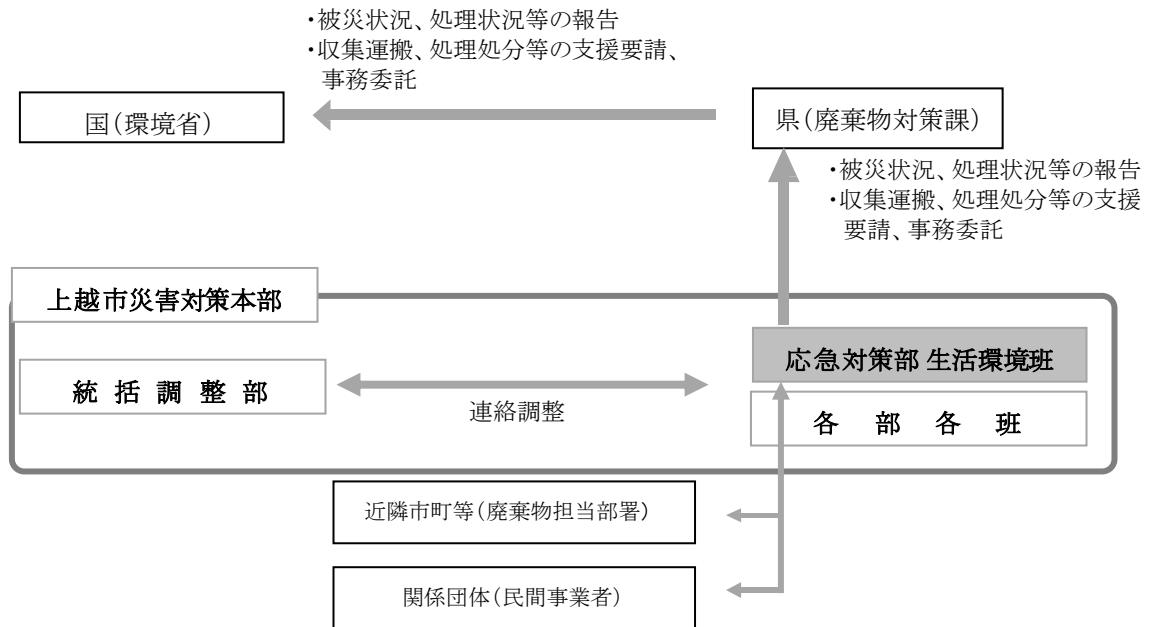 ・被災状況、処理状況等の報告
・収集運搬、処理処分等の支援要請、
事務委託
国(環境省)
県(廃棄物対策課)
・被災状況、処理状況等の報告
・収集運搬、処理処分等の支援
要請、事務委託
上越市災害対策本部
応急対策部 生活環境班
統括調整部
連絡調整
各部各班
近隣市町等(廃棄物担当部署)
関係団体(民間事業者)